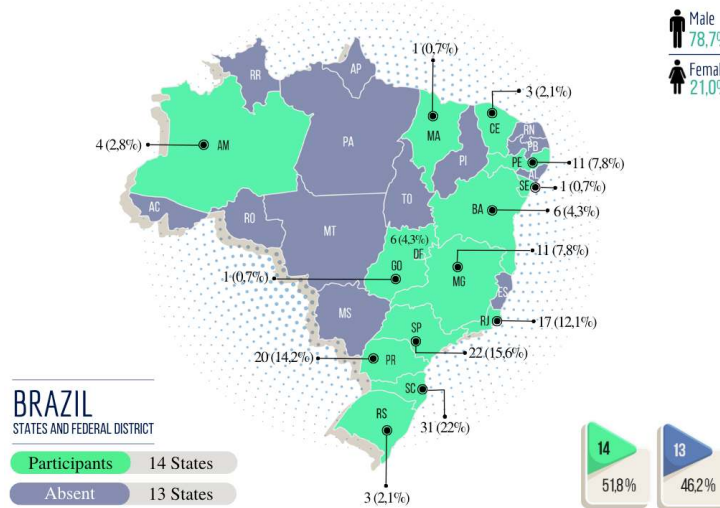 Male
78,7%
Femal
21,0%
1 (0,7%)
3 (2,1%)
4 (2,8%)
11 (7,8%)
1 (0,7%)
6 (4,3%)
6 (4,3%)
11 (7,8%)
1 (0,7%)
17 (12,1%)
20 (14,2%)
22 (15,6%)
31 (22%)
3 (2,1%)
RR
AP
AM
PA
MA
CE
RN
PB
PE
AL
SE
PI
AC
RO
TO
BA
MT
DF
GO
MG
ES
MS
SP
RJ
PR
SC
RS
BRAZIL
STATES AND FEDERAL DISTRICT
Participants 14 States
Absent 13 States
14
51,8%
13
46,2%